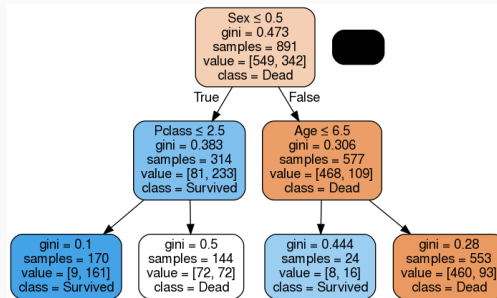 Sex ≤ 0.5
gini = 0.473
samples = 891
value = [549, 342]
class = Dead
True
False
Pclass ≤ 2.5
gini = 0.383
samples = 314
value = [81, 233]
class = Survived
Age ≤ 6.5
gini = 0.306
samples = 577
value = [468, 109]
class = Dead
gini = 0.1
samples = 170
value = [9, 161]
class = Survived
gini = 0.5
samples = 144
value = [72, 72]
class = Dead
gini = 0.444
samples = 24
value = [8, 16]
class = Survived
gini = 0.28
samples = 553
value = [460, 93]
class = Dead